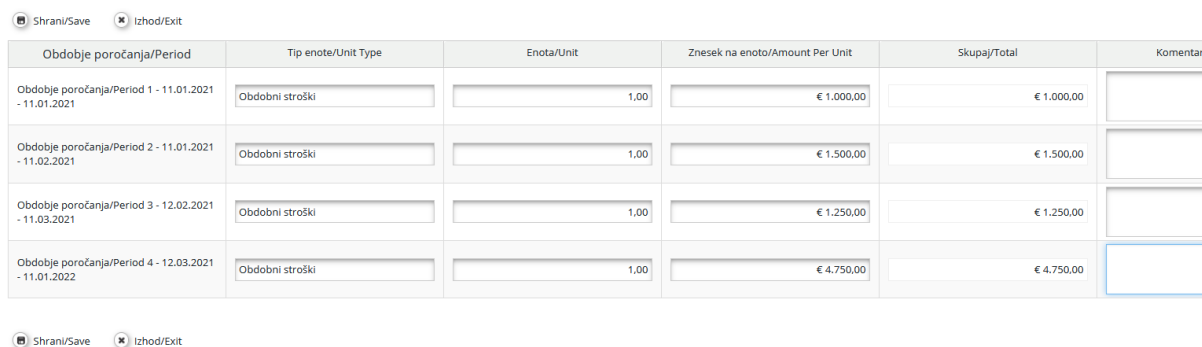 Shrani/Save Izhod/Exit
Obdobje poročanja/Period Tip enote/Unit Type Enota/Unit Znesek na enoto/Amount Per Unit Skupaj/Total Komentar
Obdobje poročanja/Period 1 - 11.01.2021
- 11.01.2021
Obdobni stroški 1,00 € 1.000,00 € 1.000,00
Obdobje poročanja/Period 2 - 11.01.2021
- 11.02.2021
Obdobni stroški 1,00 € 1.500,00 € 1.500,00
Obdobje poročanja/Period 3 - 12.02.2021
- 11.03.2021
Obdobni stroški 1,00 € 1.250,00 € 1.250,00
Obdobje poročanja/Period 4 - 12.03.2021
- 11.01.2022
Obdobni stroški 1,00 € 4.750,00 € 4.750,00
Shrani/Save Izhod/Exit